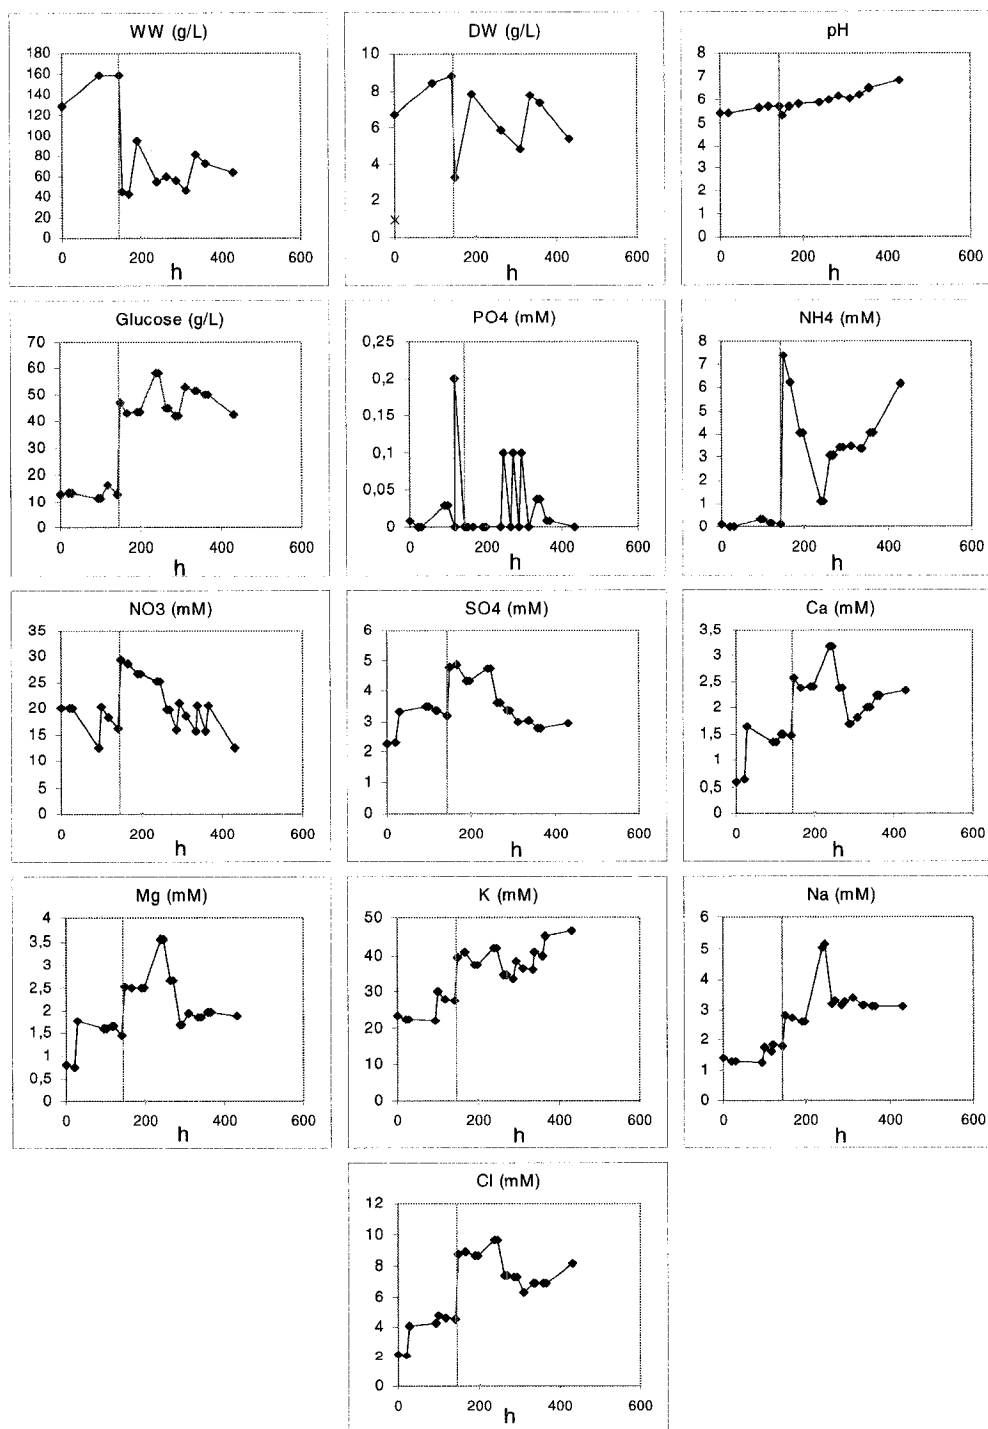 WW (g/L)
180
160
140
120
100
80
60
40
20
0
0 200 400 600
h
DW (g/L)
10
8
6
4
2
0
0 200 400 600
h
pH
8
7
6
5
4
3
2
1
0
0 200 400 600
h
Glucose (g/L)
70
60
50
40
30
20
10
0
0 200 400 600
h
PO4 (mM)
0,25
0,2
0,15
0,1
0,05
0
0 200 400 600
h
NH4 (mM)
8
7
6
5
4
3
2
1
0
0 200 400 600
h
NO3 (mM)
35
30
25
20
15
10
5
0
0 200 400 600
h
SO4 (mM)
6
5
4
3
2
1
0
0 200 400 600
h
Ca (mM)
3,5
3
2,5
2
1,5
1
0,5
0
0 200 400 600
h
Mg (mM)
4
3,5
3
2,5
2
1,5
1
0,5
0
0 200 400 600
h
K (mM)
50
40
30
20
10
0
0 200 400 600
h
Na (mM)
6
5
4
3
2
1
0
0 200 400 600
h
Cl (mM)
12
10
8
6
4
2
0
0 200 400 600
h